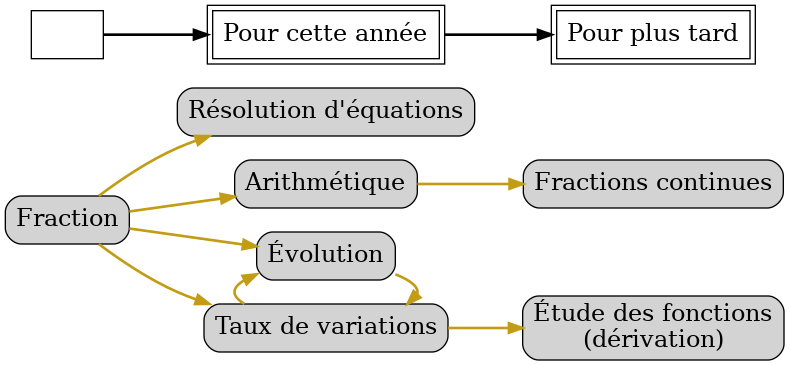 Pour cette année
Pour plus tard
Résolution d'équations
Arithmétique
Fractions continues
Fraction
Évolution
Taux de variations
Étude des fonctions
(dérivation)